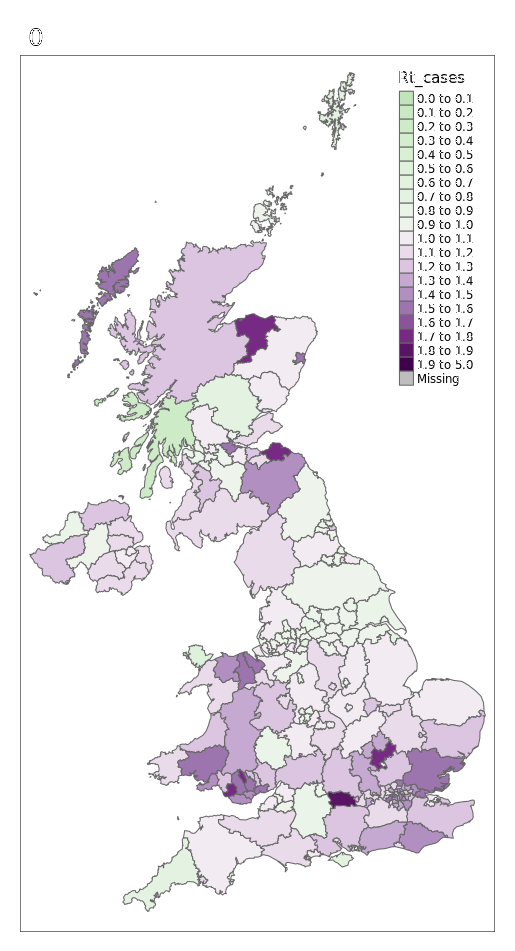 0
Rt_cases
0.0 to 0.1
0.1 to 0.2
0.2 to 0.3
0.3 to 0.4
0.4 to 0.5
0.5 to 0.6
0.6 to 0.7
0.7 to 0.8
0.8 to 0.9
0.9 to 1.0
1.0 to 1.1
1.1 to 1.2
1.2 to 1.3
1.3 to 1.4
1.4 to 1.5
1.5 to 1.6
1.6 to 1.7
1.7 to 1.8
1.8 to 1.9
1.9 to 5.0
Missing